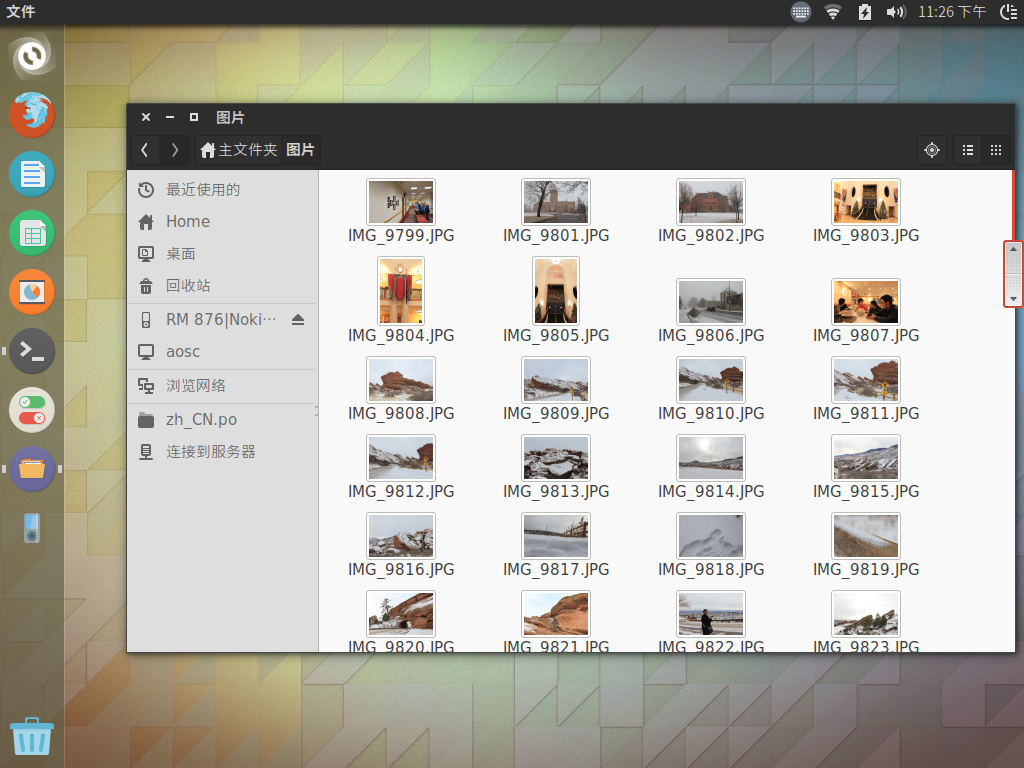 文件
11:26 下午
图片
主文件夹
图片
最近使用的
Home
桌面
回收站
RM 876|Noki…
aosc
浏览网络
zh_CN.po
连接到服务器
IMG_9799.JPG IMG_9801.JPG IMG_9802.JPG IMG_9803.JPG
IMG_9804.JPG IMG_9805.JPG IMG_9806.JPG IMG_9807.JPG
IMG_9808.JPG IMG_9809.JPG IMG_9810.JPG IMG_9811.JPG
IMG_9812.JPG IMG_9813.JPG IMG_9814.JPG IMG_9815.JPG
IMG_9816.JPG IMG_9817.JPG IMG_9818.JPG IMG_9819.JPG
IMG_9820.JPG IMG_9821.JPG IMG_9822.JPG IMG_9823.JPG